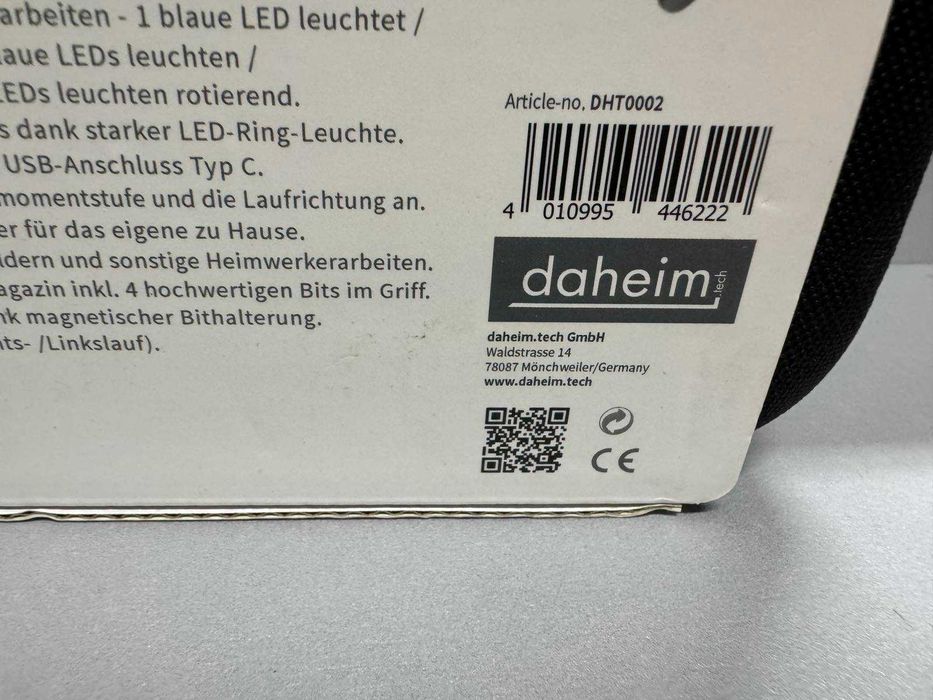 arbeiten - 1 blaue LED leuchtet /
aue LEDs leuchten /
LEDs leuchten rotierend.
s dank starker LED-Ring-Leuchte.
USB-Anschluss Typ C.
momentstufe und die Laufrichtung an.
er für das eigene zu Hause.
ldern und sonstige Heimwerkerarbeiten.
agazin inkl. 4 hochwertigen Bits im Griff.
nk magnetischer Bithalterung.
ts- /Linkslauf).
Article-no. DHT0002
4 010995 446222
daheim.tech
daheim.tech GmbH
Waldstrasse 14
78087 Mönchweiler/Germany
www.daheim.tech
CE